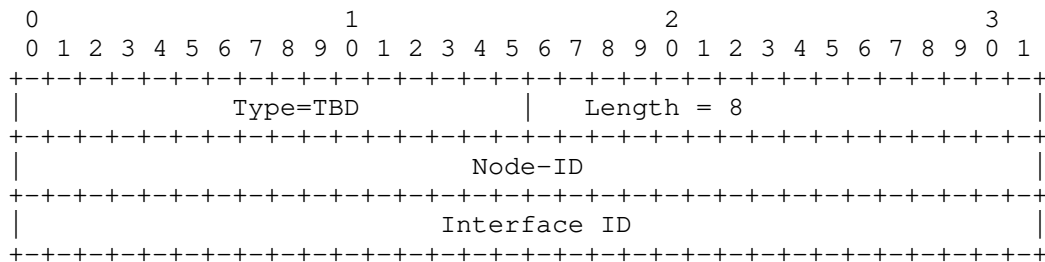 0                   1                   2                   3
 0 1 2 3 4 5 6 7 8 9 0 1 2 3 4 5 6 7 8 9 0 1 2 3 4 5 6 7 8 9 0 1
+-+-+-+-+-+-+-+-+-+-+-+-+-+-+-+-+-+-+-+-+-+-+-+-+-+-+-+-+-+-+-+-+
|             Type=TBD          |   Length = 8                  |
+-+-+-+-+-+-+-+-+-+-+-+-+-+-+-+-+-+-+-+-+-+-+-+-+-+-+-+-+-+-+-+-+
|                            Node-ID                            |
+-+-+-+-+-+-+-+-+-+-+-+-+-+-+-+-+-+-+-+-+-+-+-+-+-+-+-+-+-+-+-+-+
|                          Interface ID                         |
+-+-+-+-+-+-+-+-+-+-+-+-+-+-+-+-+-+-+-+-+-+-+-+-+-+-+-+-+-+-+-+-+